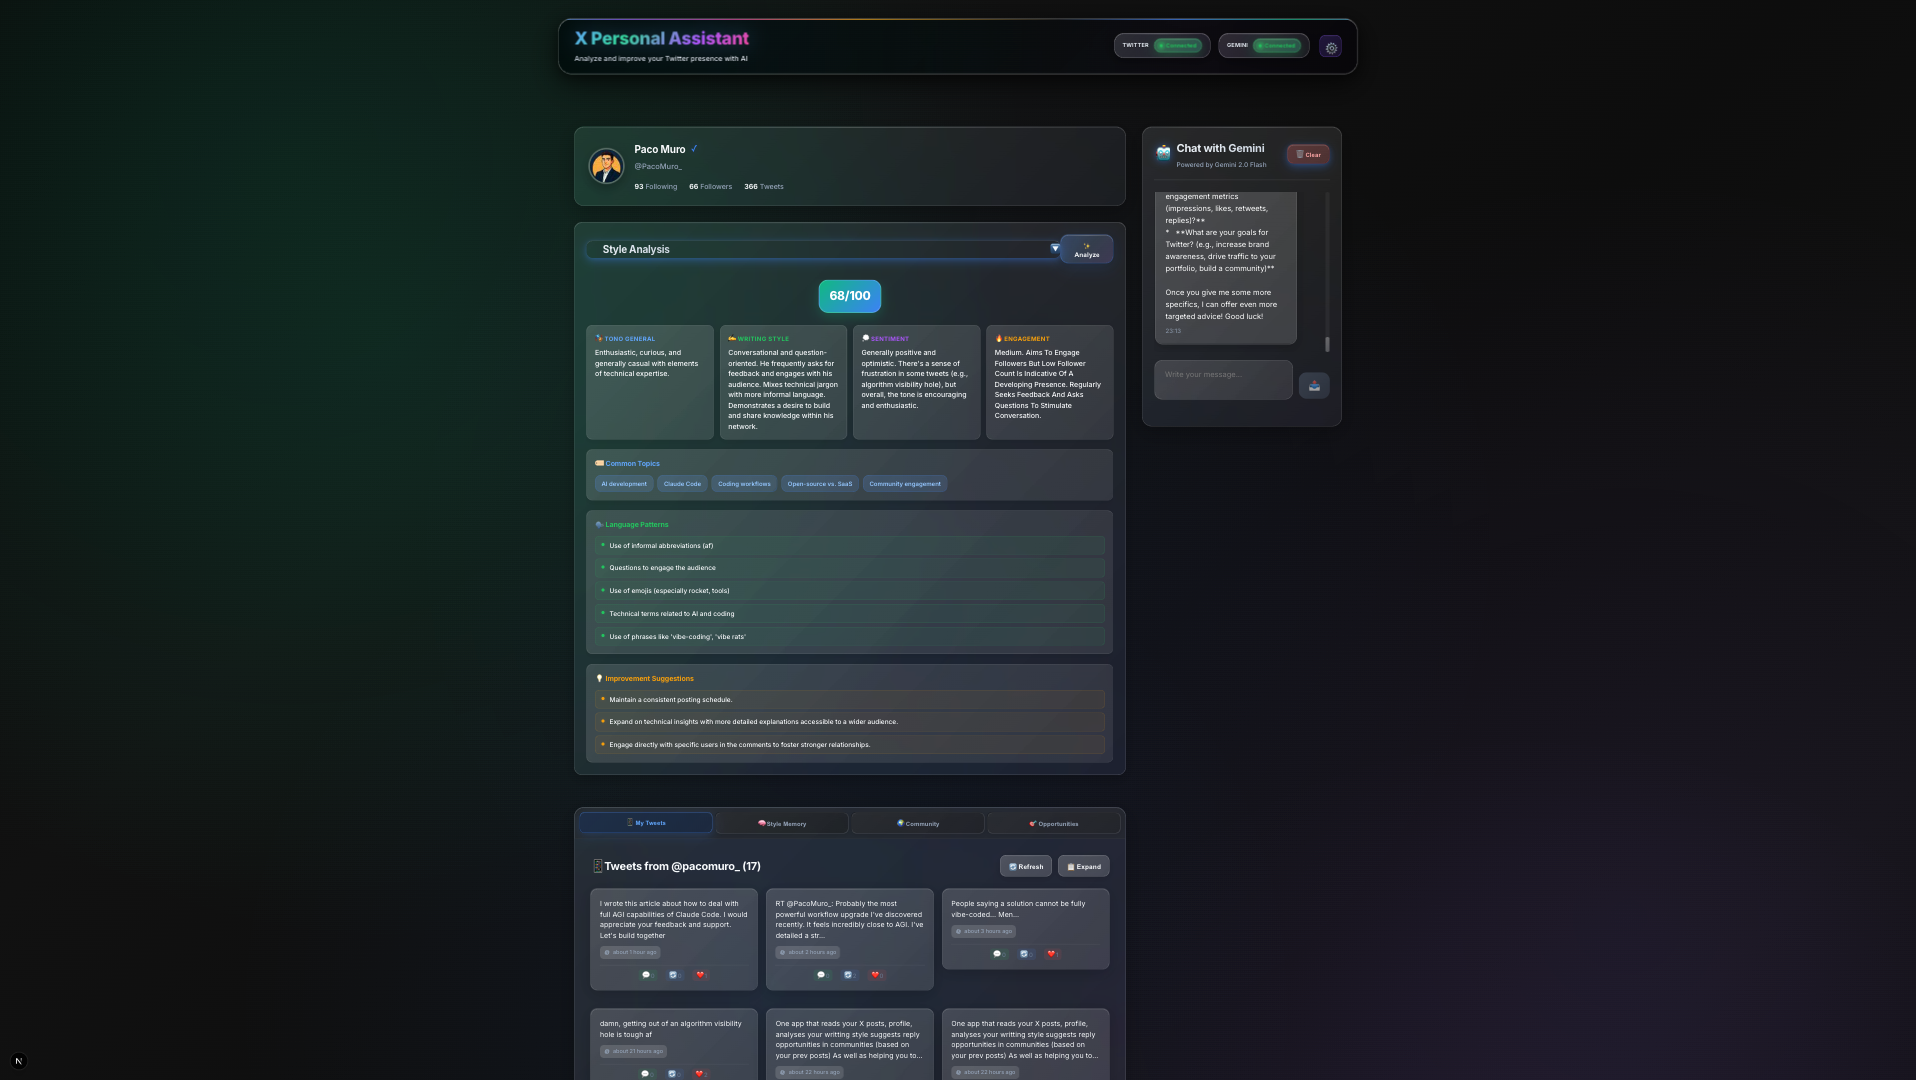 X Personal Assistant
Analyze and improve your Twitter presence with AI
TWITTER
Connected
GEMINI
Connected
Paco Muro ✓
@PacoMuro_
93 Following 66 Followers 366 Tweets
Style Analysis
Analyze
68/100
TONO GENERAL
Enthusiastic, curious, and
generally casual with elements
of technical expertise.
WRITING STYLE
Conversational and question-
oriented. He frequently asks for
feedback and engages with his
audience. Mixes technical jargon
with more informal language.
Demonstrates a desire to build
and share knowledge within his
network.
SENTIMENT
Generally positive and
optimistic. There's a sense of
frustration in some tweets (e.g.,
algorithm visibility hole), but
overall, the tone is encouraging
and enthusiastic.
ENGAGEMENT
Medium. Aims To Engage
Followers But Low Follower
Count Is Indicative Of A
Developing Presence. Regularly
Seeks Feedback And Asks
Questions To Stimulate
Conversation.
Common Topics
AI development
Claude Code
Coding workflows
Open-source vs. SaaS
Community engagement
Language Patterns
Use of informal abbreviations (af)
Questions to engage the audience
Use of emojis (especially rocket, tools)
Technical terms related to AI and coding
Use of phrases like 'vibe-coding', 'vibe rats'
Improvement Suggestions
Maintain a consistent posting schedule.
Expand on technical insights with more detailed explanations accessible to a wider audience.
Engage directly with specific users in the comments to foster stronger relationships.
Chat with Gemini
Powered by Gemini 2.0 Flash
Clear
engagement metrics
(impressions, likes, retweets,
replies)?**
* **What are your goals for
Twitter? (e.g., increase brand
awareness, drive traffic to your
portfolio, build a community)**
Once you give me some more
specifics, I can offer even more
targeted advice! Good luck!
23:13
Write your message...
My Tweets
Style Memory
Community
Opportunities
Tweets from @pacomuro_ (17)
Refresh
Expand
I wrote this article about how to deal with
full AGI capabilities of Claude Code. I would
appreciate your feedback and support.
Let's build together
about 1 hour ago
RT @PacoMuro_: Probably the most
powerful workflow upgrade I've discovered
recently. It feels incredibly close to AGI. I've
detailed a str...
about 2 hours ago
People saying a solution cannot be fully
vibe-coded... Men...
about 3 hours ago
damn, getting out of an algorithm visibility
hole is tough af
about 21 hours ago
One app that reads your X posts, profile,
analyses your writting style suggests reply
opportunities in communities (based on
your prev posts) As well as helping you to...
about 22 hours ago
One app that reads your X posts, profile,
analyses your writting style suggests reply
opportunities in communities (based on
your prev posts) As well as helping you to...
about 22 hours ago
N